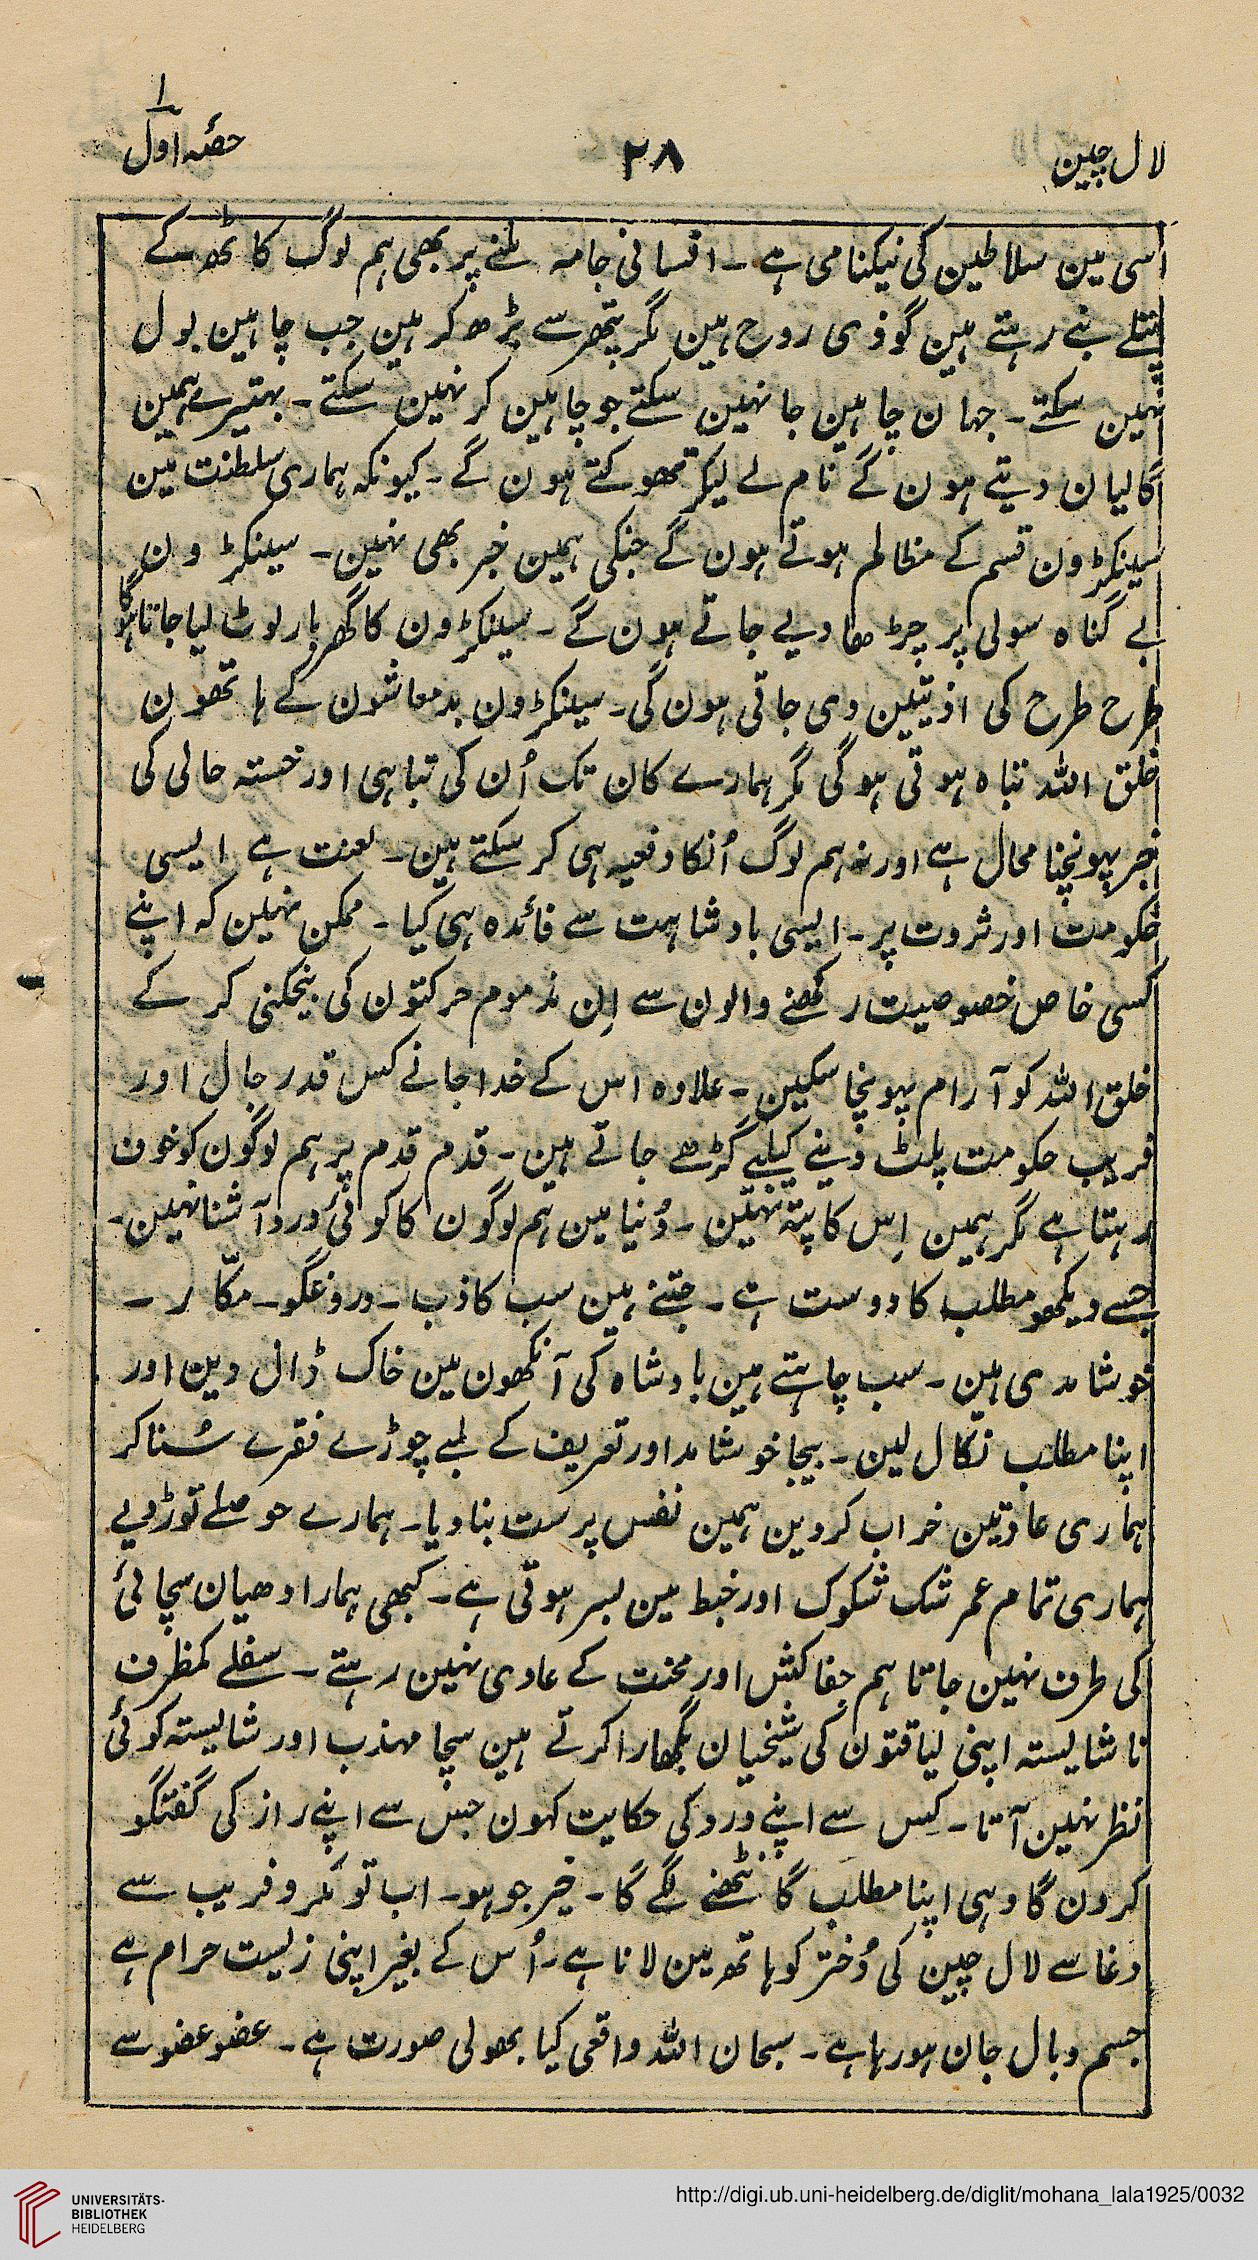 لال چپین
۲۸
حصّہ اول
۱
اسی مین سلاطین کی نیکنامی ہے ۔ انسانی جامہ ملنے پر بھی ہم لوگ کاٹھ کے
پتلے بنے رہتے ہین گو ذی روح ہین مگر پتھر سے بڑھ کر ہین جب چاہین بول
نہین سکتے ۔ جہان چاہین جا نہین سکتے جو چاہین کر نہین سکتے ۔ بہتیرے ہمین
گالیان دیتے ہون گے نام لے لیکر تھوکتے ہون گے ۔ کیونکہ ہماری سلطنت مین
سینکڑون قسم کے مظالم ہوتے ہون گے جنکی ہمین خبر بھی نہین ۔ سینکڑون
بے گناہ سولی پر چڑھا دیے جاتے ہون گے ۔ سینکڑون کا گھر بار لوٹ لیا جاتا ہوگا
طرح طرح کی اذیتین دی جاتی ہون گی ۔ سینکڑون بدمعاشون کے ہاتھون
خلق اللہ تباہ ہوتی ہوگی مگر ہمارے کان تک اُن کی تباہی اور خستہ حالی کی
خبر پہونچنا محال ہے اور نہ ہم لوگ اُنکا دفعیہ ہی کر سکتے ہین ۔ لعنت ہے ایسی
حکومت اور ثروت پر ۔ ایسی بادشاہت سے فائدہ ہی کیا ۔ ممکن نہین کہ اپنے
کسی خاص خصوصیت رکھنے والون سے اِن مذموم حرکتون کی بیخکنی کر کے
خلق اللہ کو آرام پہونچا سکین ۔ علاوہ اس کے خدا جانے کس قدر جال اور
فریب حکومت پلٹ دینے کیلیے گڑھے جاتے ہین ۔ قدم قدم پر ہم لوگون کو خوف
رہتا ہے مگر ہمین اِس کا پتہ نہین ۔ دُنیا مین ہم لوگون کا کوئی درد آشنا نہین ۔
جسے دیکھو مطلب کا دوست ہے ۔ جتنے ہین سب کاذب ۔ دروغگو ۔ مکّار ۔
خوشامدی ہین ۔ سب چاہتے ہین بادشاہ کی آنکھون مین خاک ڈال دین اور
اپنا مطلب نکال لین ۔ بیجا خوشامد اور تعریف کے لمبے چوڑے فقرے سُنا کر
ہماری عادتین خراب کر دین ہمین نفس پرست بنا دیا ۔ ہمارے حوصلے توڑ دیے
ہماری تمام عمر شک شکوک اور خبط مین بسر ہوتی ہے ۔ کبھی ہمارا دھیان سچائی
کی طرف نہین جاتا ہم جفاکش اور محنت کے عادی نہین رہتے ۔ سفلے کمظرف
ناشایستہ اپنی لیاقتون کی شیخیان بگھارا کرتے ہین سچا مہذب اور شایستہ کوئی
نظر نہین آتا ۔ کِس سے اپنے درد کی حکایت کہون جس سے اپنے راز کی گفتگو
کرون گا وہی اپنا مطلب گانٹھنے لگے گا ۔ خیر جو ہو ۔ اب تو مکر و فریب سے
دغا سے لال چپین کی دُختر کو ہاتھ مین لانا ہے ۔ اُس کے بغیر اپنی زیست حرام ہے
جسم وبال جان ہو رہا ہے ۔ سبحان اللہ واقعی کیا بھولی صورت ہے ۔ عضو عضو سے
UNIVERSITÄTS-
BIBLIOTHEK
HEIDELBERG
http://digi.ub.uni-heidelberg.de/diglit/mohana_lala1925/0032